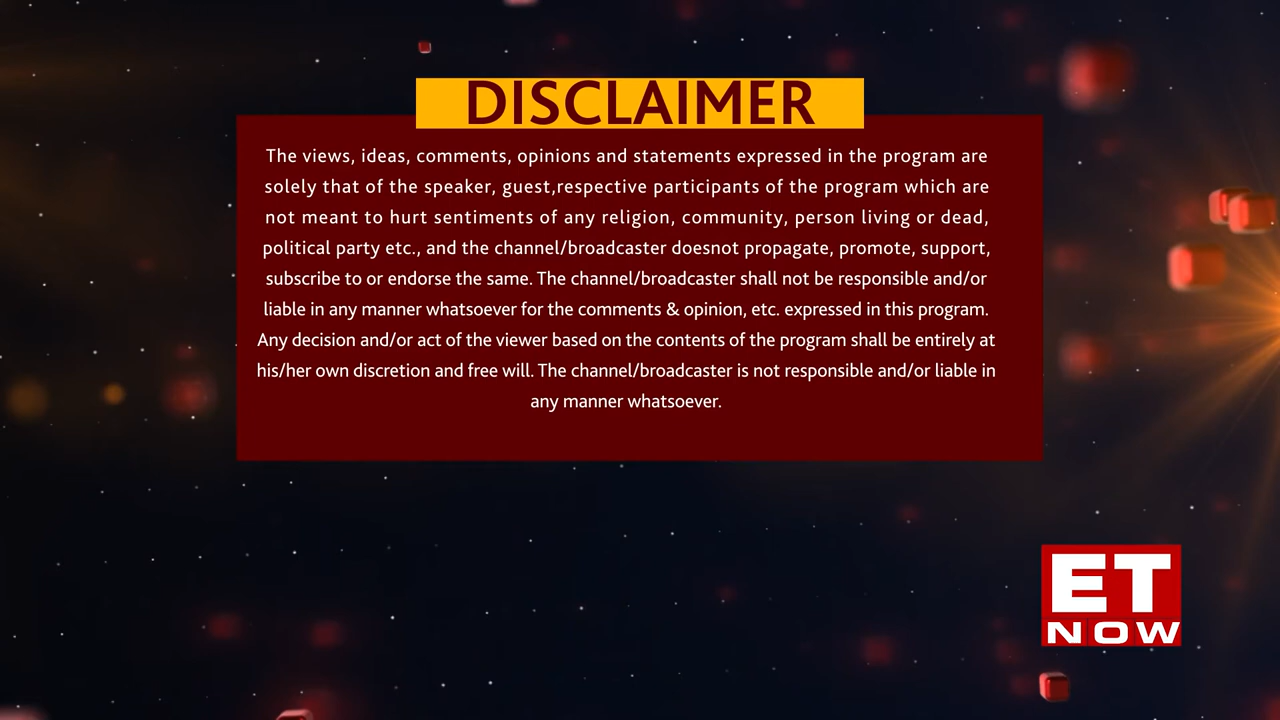 DISCLAIMER
The views, ideas, comments, opinions and statements expressed in the program are
solely that of the speaker, guest,respective participants of the program which are
not meant to hurt sentiments of any religion, community, person living or dead,
political party etc., and the channel/broadcaster doesnot propagate, promote, support,
subscribe to or endorse the same. The channel/broadcaster shall not be responsible and/or
liable in any manner whatsoever for the comments & opinion, etc. expressed in this program.
Any decision and/or act of the viewer based on the contents of the program shall be entirely at
his/her own discretion and free will. The channel/broadcaster is not responsible and/or liable in
any manner whatsoever.
ET
NOW